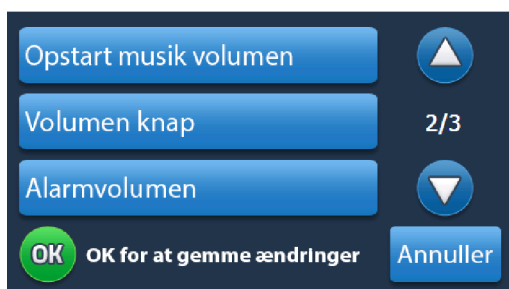 Opstart musik volumen
Volumen knap
2/3
Alarmvolumen
OK OK for at gemme ændringer
Annuller